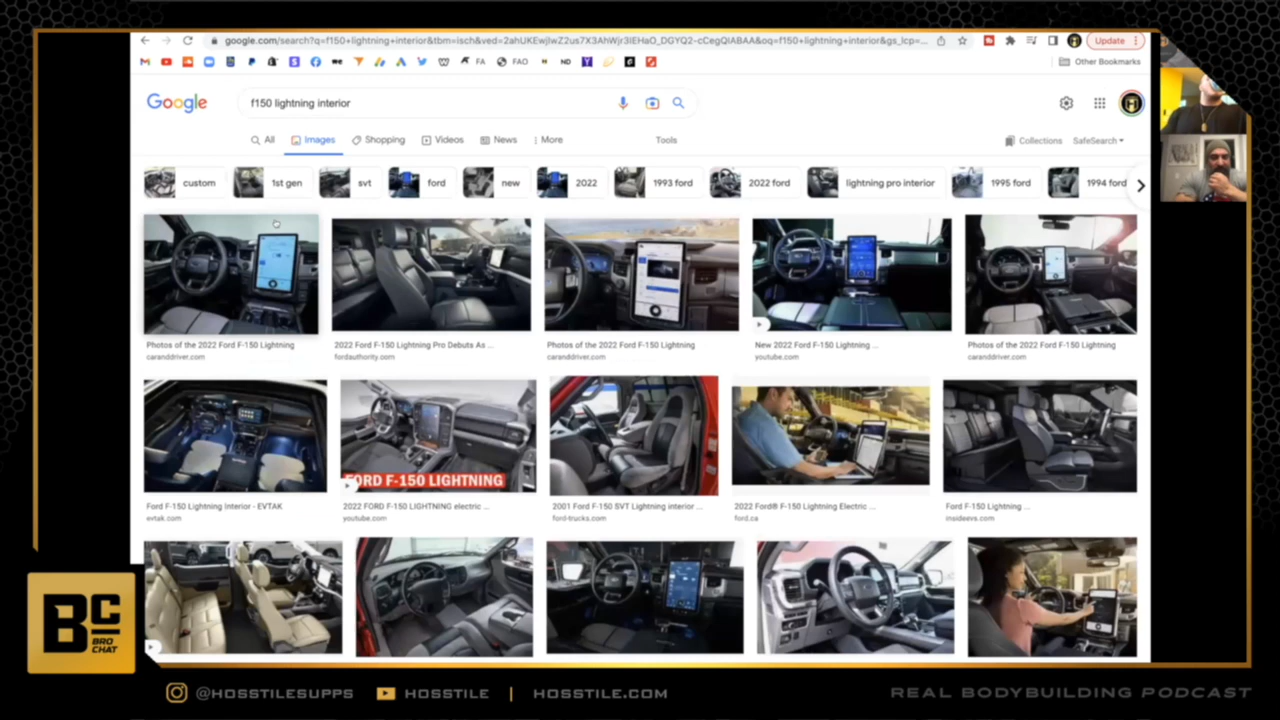 google.com/search?q=f150+lightning+interior&tbm=isch&ved=2ahUKEwjIwZ2us7X3AhWjr3IEHaO_DGYQ2-cCegQIABAA&oq=f150+lightning+interior&gs_lcp=...
Update
FA
FAO
ND
Other Bookmarks
Google
f150 lightning interior
All
Images
Shopping
Videos
News
More
Tools
Collections
SafeSearch
custom
1st gen
svt
ford
new
2022
1993 ford
2022 ford
lightning pro interior
1995 ford
1994 ford
Photos of the 2022 Ford F-150 Lightning
caranddriver.com
2022 Ford F-150 Lightning Pro Debuts As ...
fordauthority.com
Photos of the 2022 Ford F-150 Lightning
caranddriver.com
New 2022 Ford F-150 Lightning ...
youtube.com
Photos of the 2022 Ford F-150 Lightning
caranddriver.com
FORD F-150 LIGHTNING
Ford F-150 Lightning Interior - EVTAK
evtak.com
2022 FORD F-150 LIGHTNING electric ...
youtube.com
2001 Ford F-150 SVT Lightning interior ...
ford-trucks.com
2022 Ford® F-150 Lightning Electric ...
ford.ca
Ford F-150 Lightning ...
insideevs.com
BC
BRO
CHAT
@HOSSTILESUPPS
HOSSTILE
|
HOSSTILE.COM
REAL BODYBUILDING PODCAST